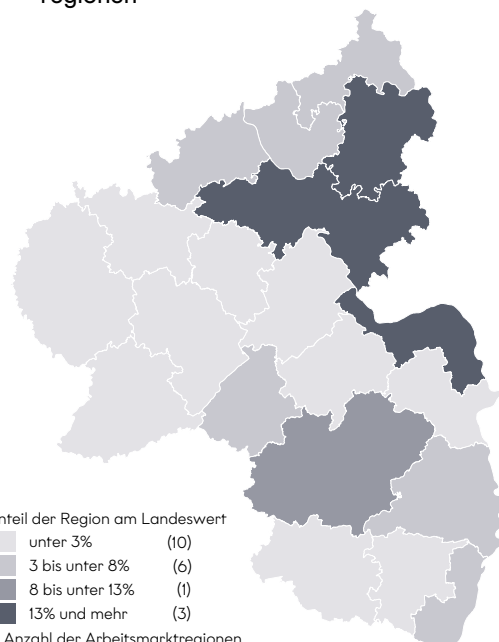 regionen
nteil der Region am Landeswert
unter 3% (10)
3 bis unter 8% (6)
8 bis unter 13% (1)
13% und mehr (3)
Anzahl der Arbeitsmarktregionen